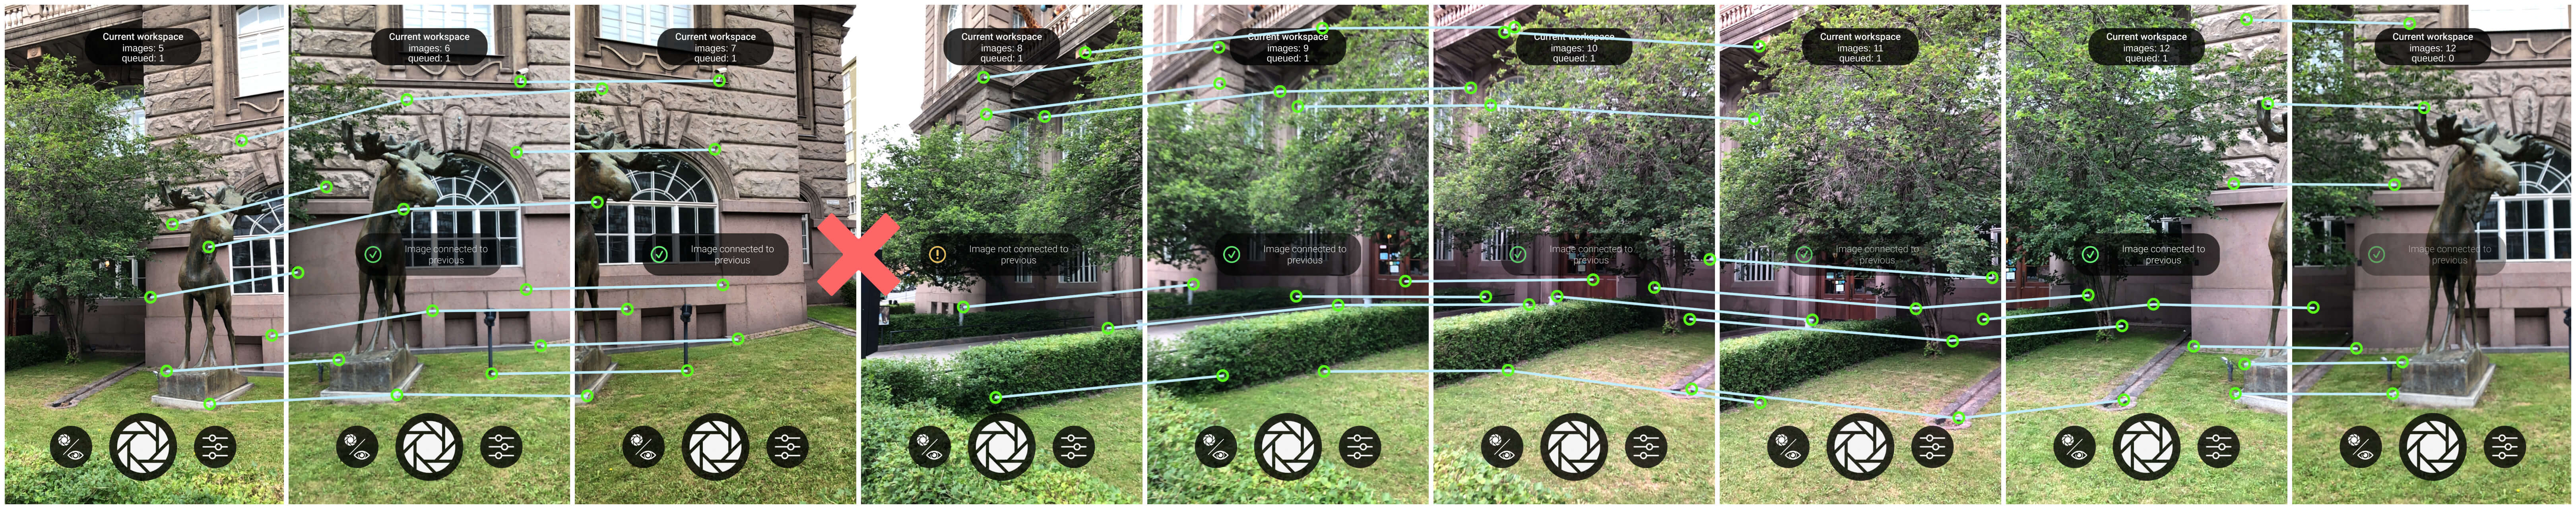 Current workspace
images: 5
queued: 1
Current workspace
images: 6
queued: 1
Image connected to
previous
Current workspace
images: 7
queued: 1
Image connected to
previous
Current workspace
images: 8
queued: 1
Image not connected to
previous
Current workspace
images: 9
queued: 1
Image connected to
previous
Current workspace
images: 10
queued: 1
Image connected to
previous
Current workspace
images: 11
queued: 1
Image connected to
previous
Current workspace
images: 12
queued: 1
Image connected to
previous
Current workspace
images: 12
queued: 0
Image connected to
previous